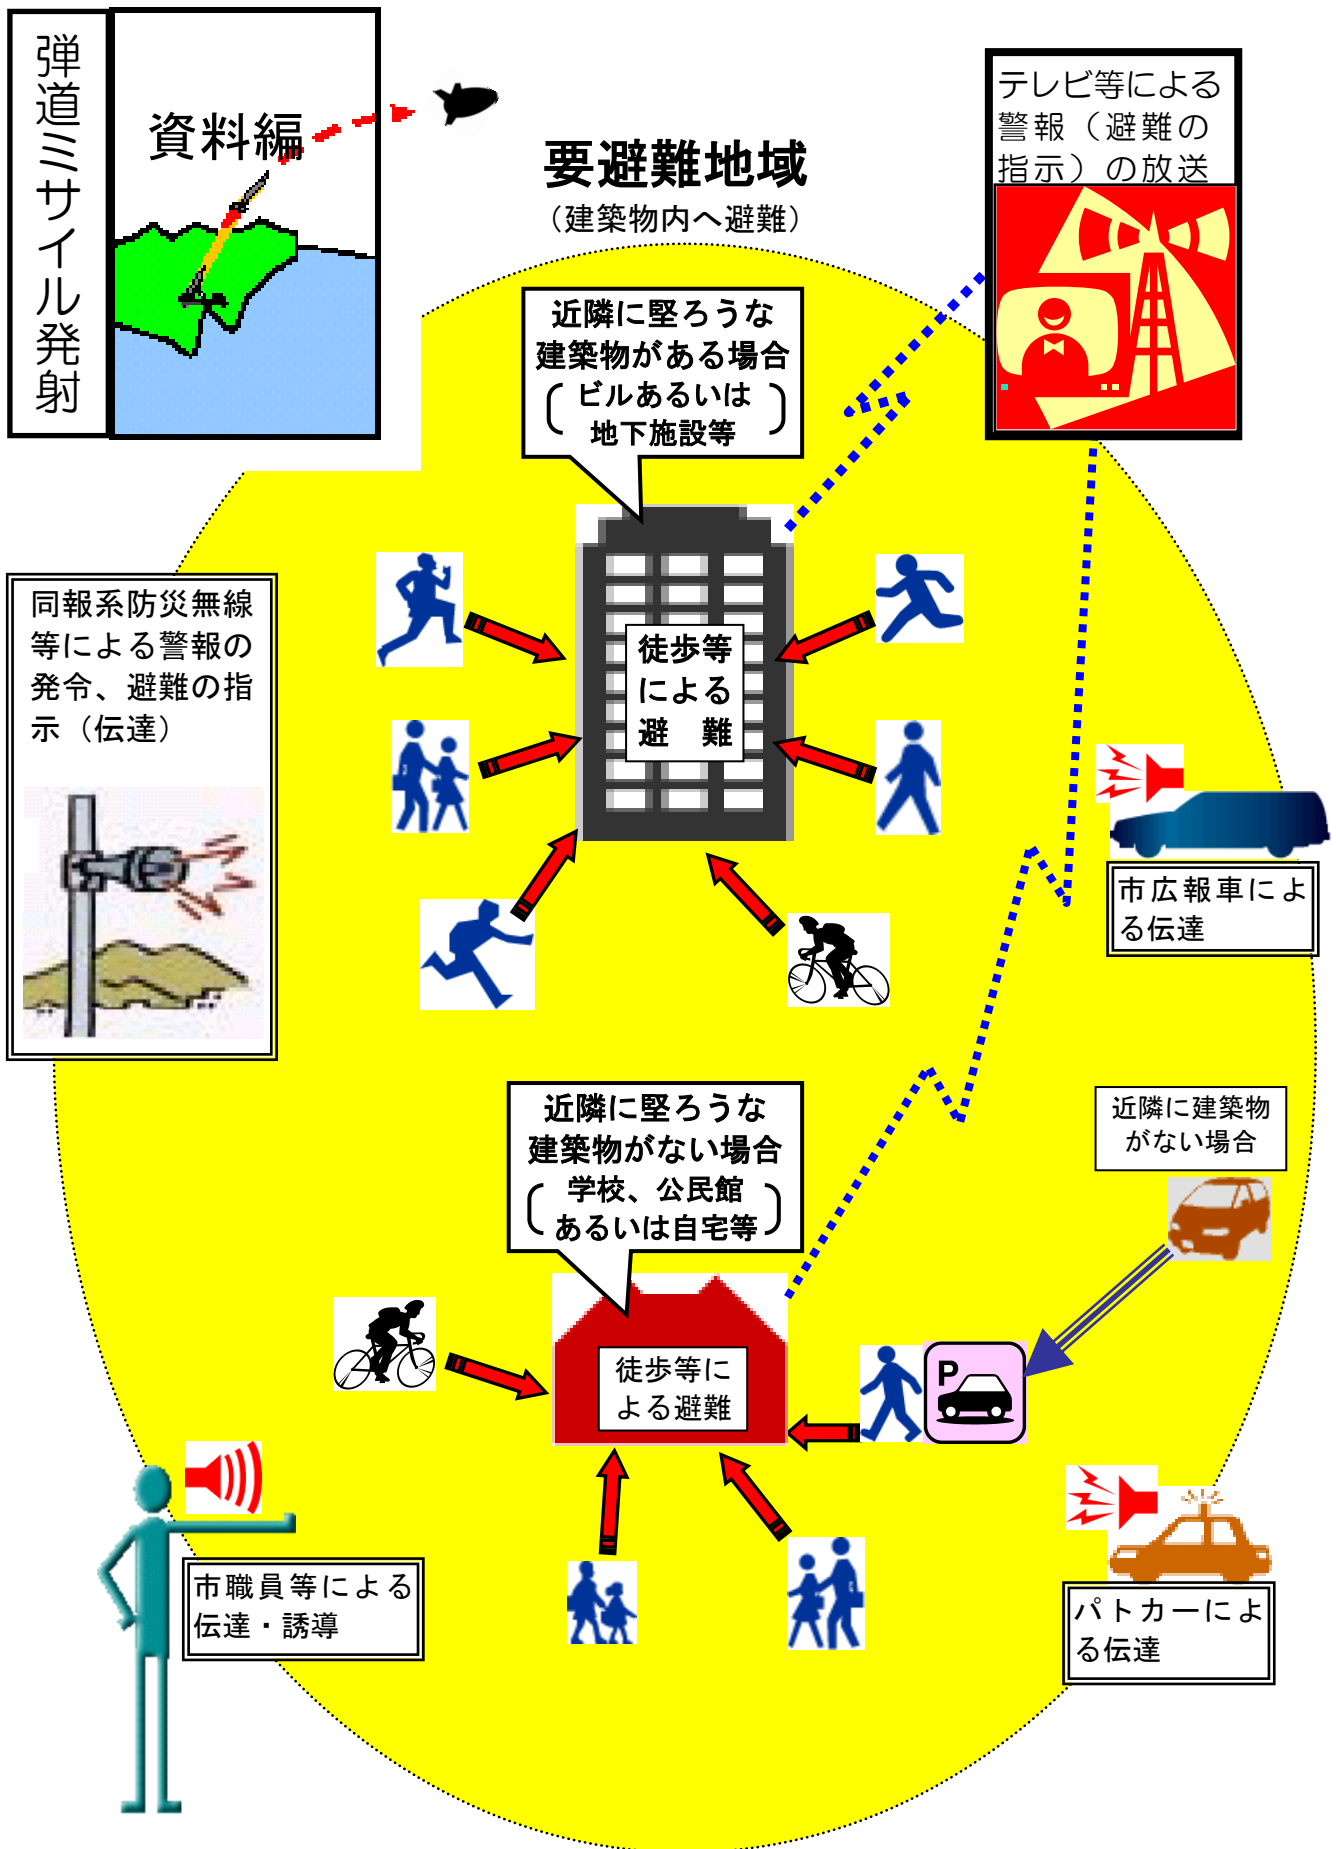 弾道ミサイル発射
資料編
要避難地域
（建築物内へ避難）
テレビ等による
警報（避難の
指示）の放送
近隣に堅ろうな
建築物がある場合
ビルあるいは
地下施設等
同報系防災無線
等による警報の
発令、避難の指
示（伝達）
徒歩等
による
避　難
市広報車によ
る伝達
近隣に堅ろうな
建築物がない場合
学校、公民館
あるいは自宅等
近隣に建築物
がない場合
徒歩等に
よる避難
P
市職員等による
伝達・誘導
パトカーによ
る伝達